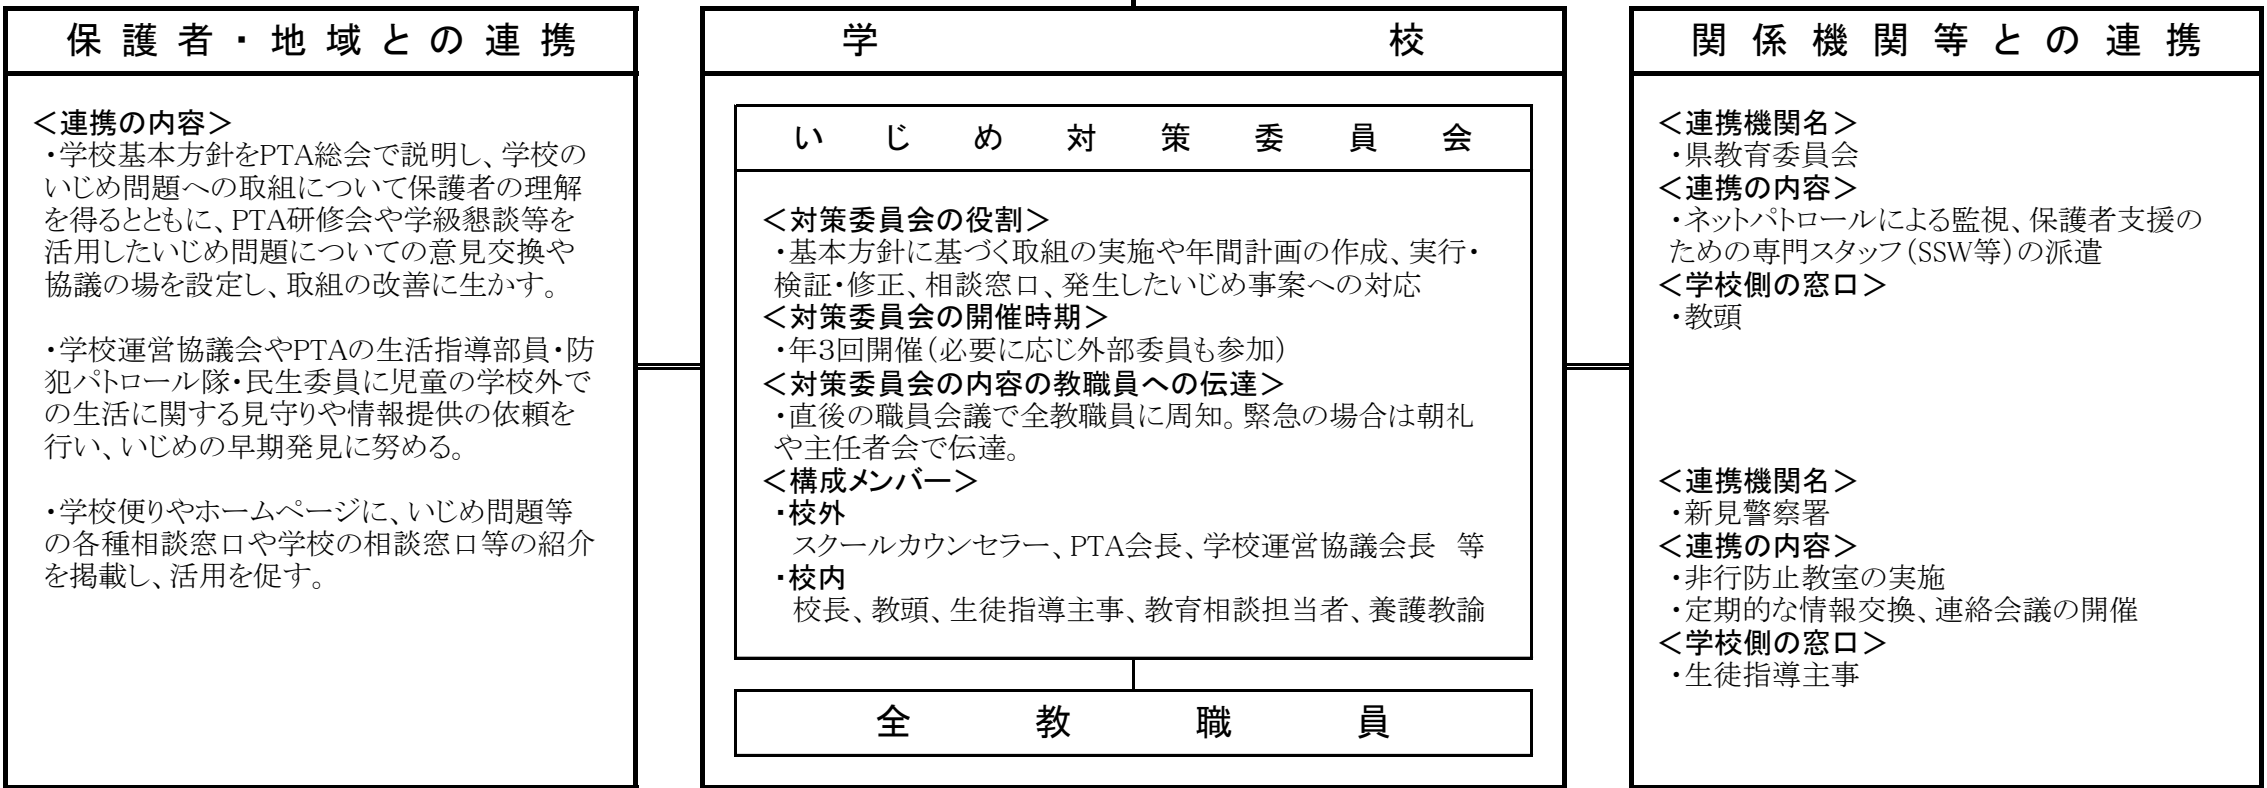 保護者・地域との連携
＜連携の内容＞
・学校基本方針をPTA総会で説明し、学校の
いじめ問題への取組について保護者の理解
を得るとともに、PTA研修会や学級懇談等を
活用したいじめ問題についての意見交換や
協議の場を設定し、取組の改善に生かす。
・学校運営協議会やPTAの生活指導部員・防
犯パトロール隊・民生委員に児童の学校外で
の生活に関する見守りや情報提供の依頼を
行い、いじめの早期発見に努める。
・学校便りやホームページに、いじめ問題等
の各種相談窓口や学校の相談窓口等の紹介
を掲載し、活用を促す。
学校
いじめ対策委員会
＜対策委員会の役割＞
・基本方針に基づく取組の実施や年間計画の作成、実行・
検証・修正、相談窓口、発生したいじめ事案への対応
＜対策委員会の開催時期＞
・年３回開催（必要に応じ外部委員も参加）
＜対策委員会の内容の教職員への伝達＞
・直後の職員会議で全教職員に周知。緊急の場合は朝礼
や主任者会で伝達。
＜構成メンバー＞
・校外
スクールカウンセラー、PTA会長、学校運営協議会長　等
・校内
校長、教頭、生徒指導主事、教育相談担当者、養護教諭
全教職員
関係機関等との連携
＜連携機関名＞
・県教育委員会
＜連携の内容＞
・ネットパトロールによる監視、保護者支援の
ための専門スタッフ（SSW等）の派遣
＜学校側の窓口＞
・教頭
＜連携機関名＞
・新見警察署
＜連携の内容＞
・非行防止教室の実施
・定期的な情報交換、連絡会議の開催
＜学校側の窓口＞
・生徒指導主事